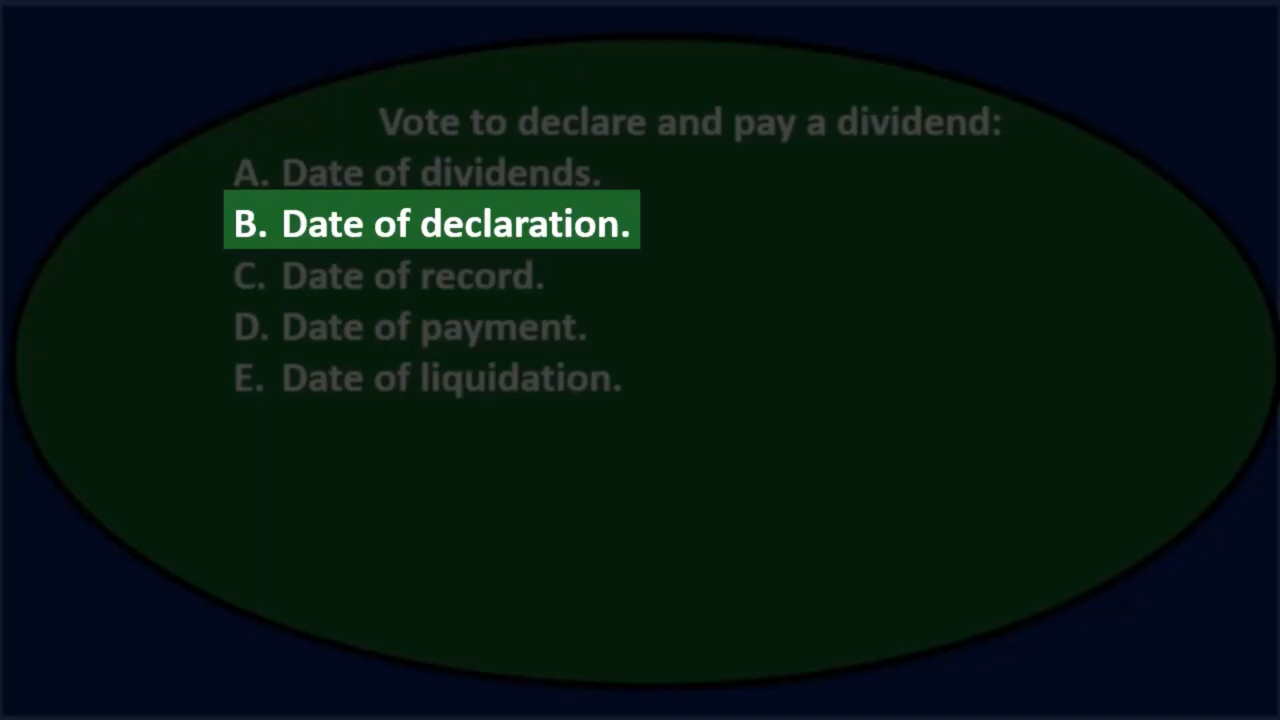 Vote to declare and pay a dividend:
A. Date of dividends.
B. Date of declaration.
C. Date of record.
D. Date of payment.
E. Date of liquidation.